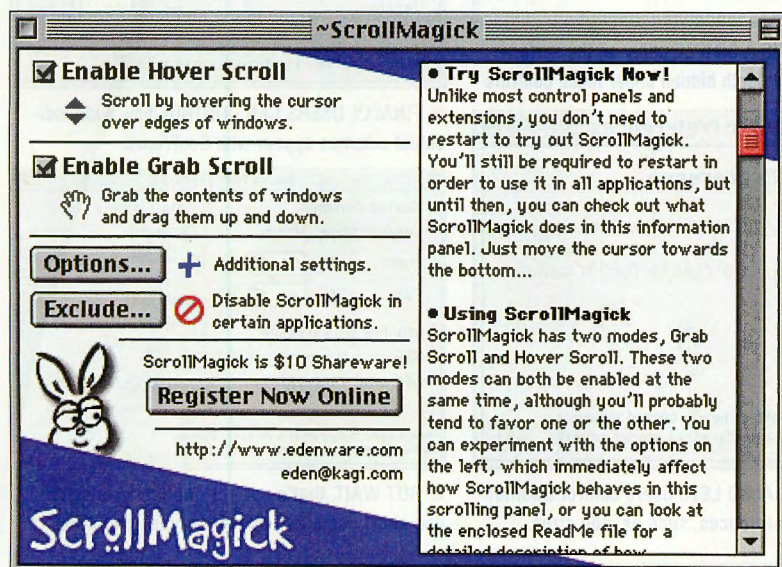 ~ScrollMagick
Enable Hover Scroll
Scroll by hovering the cursor
over edges of windows.
Enable Grab Scroll
Grab the contents of windows
and drag them up and down.
Options...
Additional settings.
Exclude...
Disable ScrollMagick in
certain applications.
ScrollMagick is $10 Shareware!
Register Now Online
http://www.edenware.com
eden@kagi.com
ScrollMagick
• Try ScrollMagick Now!
Unlike most control panels and
extensions, you don't need to
restart to try out ScrollMagick.
You'll still be required to restart in
order to use it in all applications, but
until then, you can check out what
ScrollMagick does in this information
panel. Just move the cursor towards
the bottom...
• Using ScrollMagick
ScrollMagick has two modes, Grab
Scroll and Hover Scroll. These two
modes can both be enabled at the
same time, although you'll probably
tend to favor one or the other. You
can experiment with the options on
the left, which immediately affect
how ScrollMagick behaves in this
scrolling panel, or you can look at
the enclosed ReadMe file for a
detailed description of how